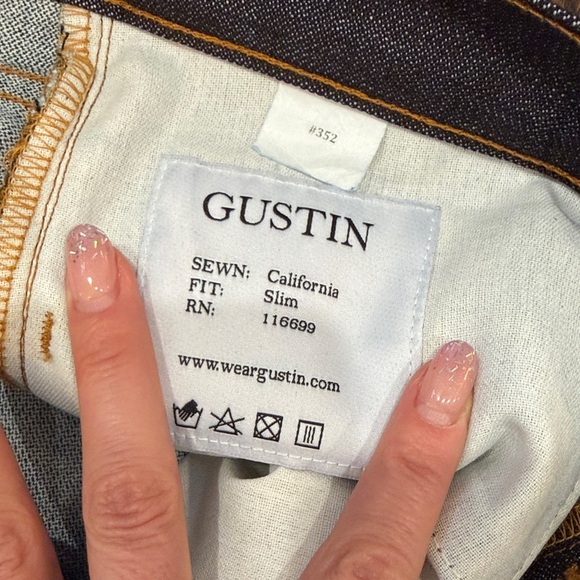 #352
GUSTIN
SEWN: California
FIT: Slim
RN: 116699
www.weargustin.com